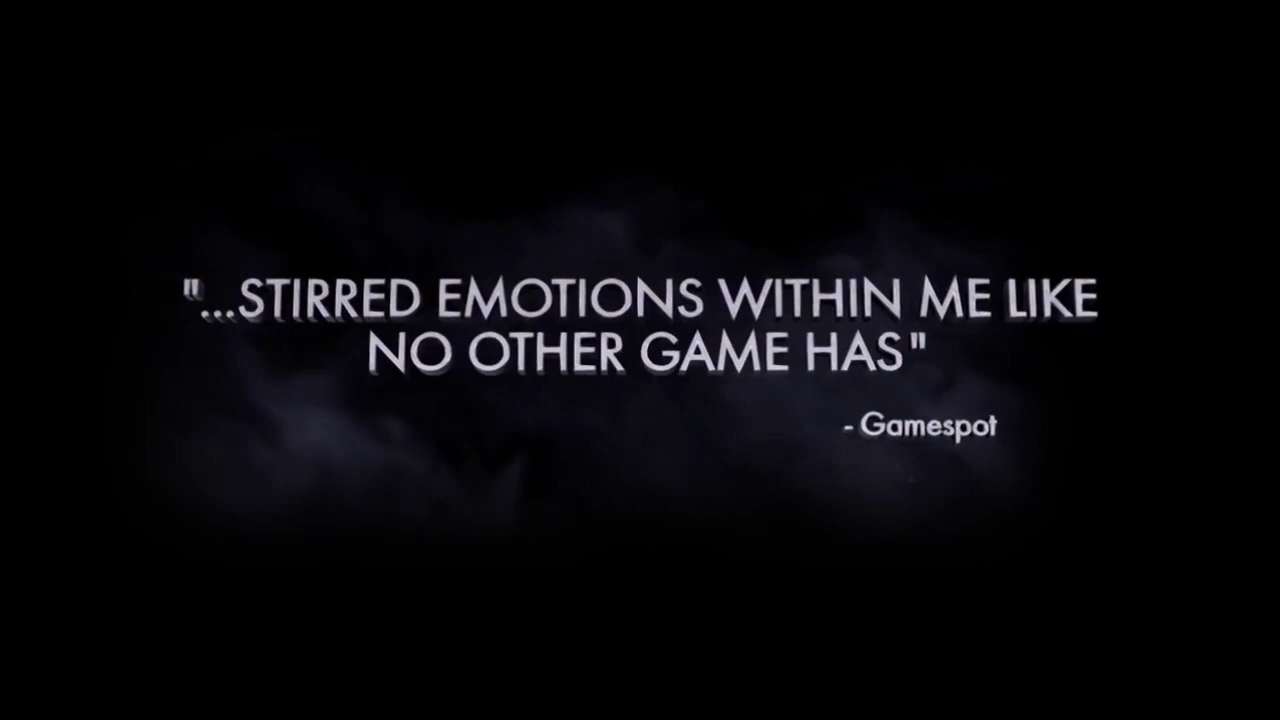 "...STIRRED EMOTIONS WITHIN ME LIKE
NO OTHER GAME HAS"
- Gamespot